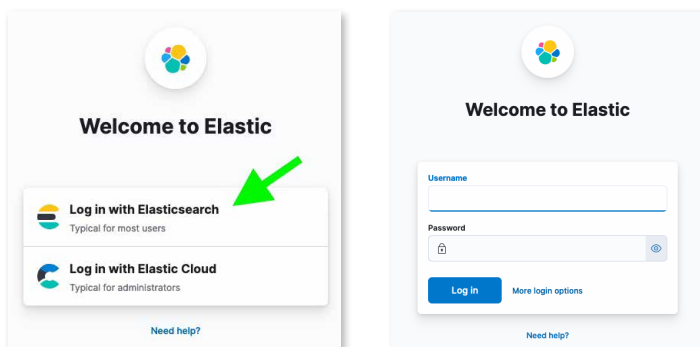 Welcome to Elastic
Log in with Elasticsearch
Typical for most users
Log in with Elastic Cloud
Typical for administrators
Need help?
Welcome to Elastic
Username
Password
Log in
More login options
Need help?